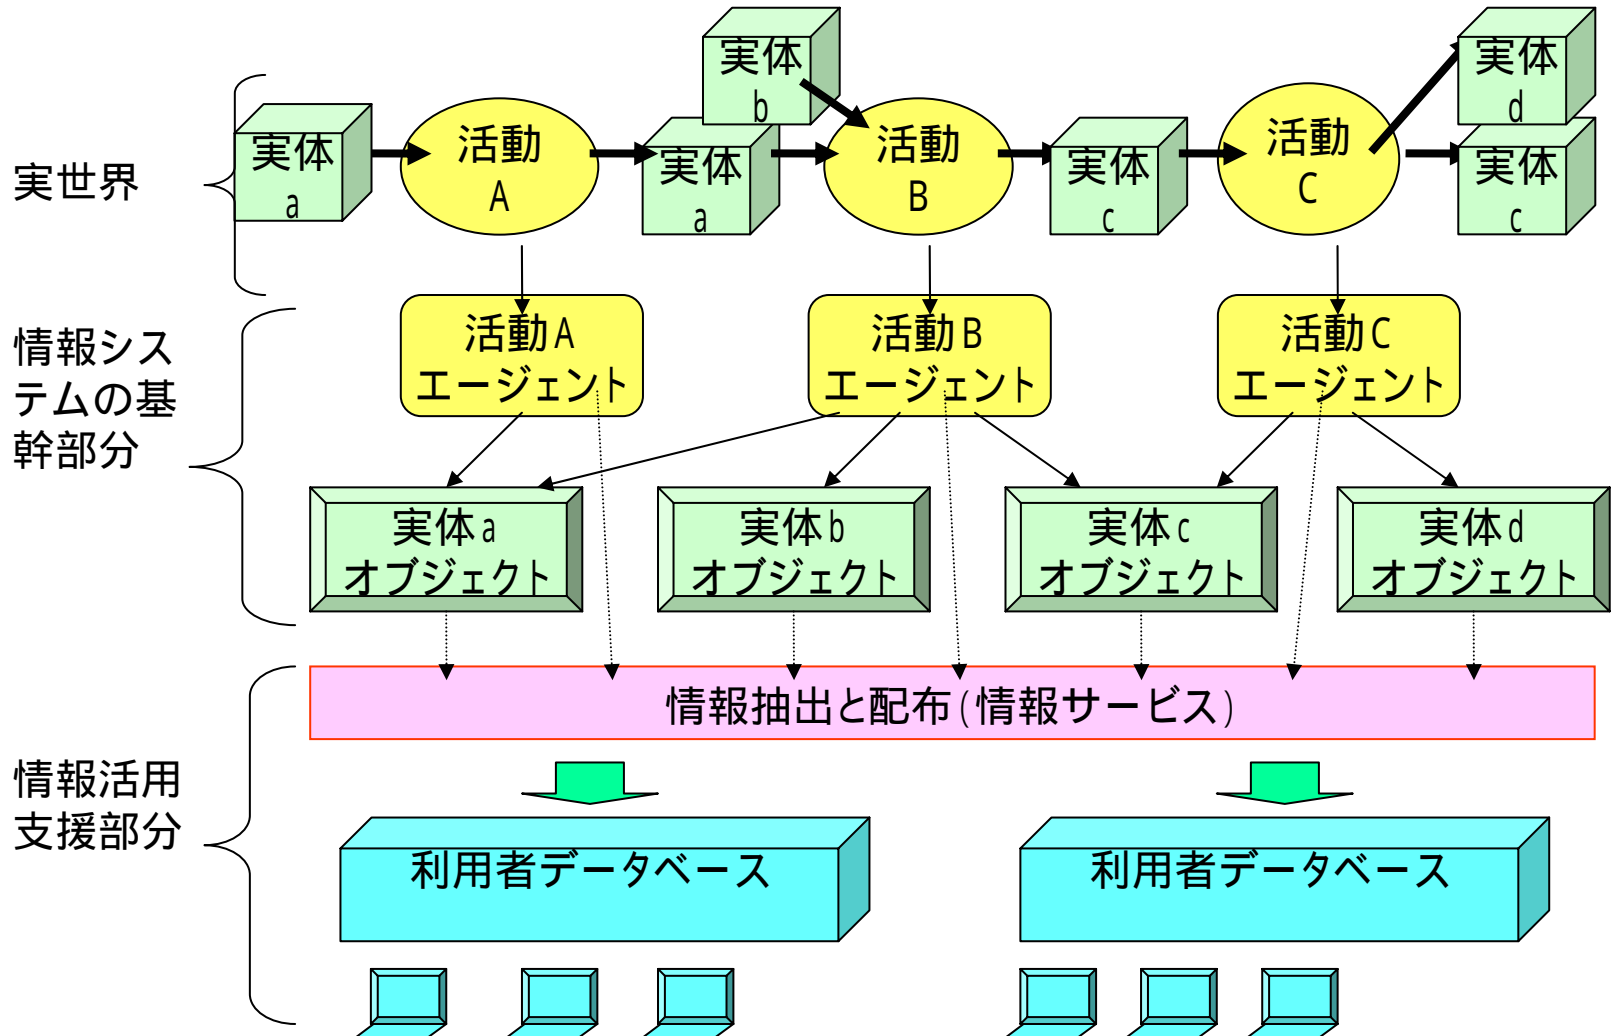 実世界
実体
a
活動
A
実体
b
実体
a
活動
B
実体
c
活動
C
実体
d
実体
c
情報シス
テムの基
幹部分
活動A
エージェント
活動B
エージェント
活動C
エージェント
実体a
オブジェクト
実体b
オブジェクト
実体c
オブジェクト
実体d
オブジェクト
情報活用
支援部分
情報抽出と配布(情報サービス)
利用者データベース
利用者データベース